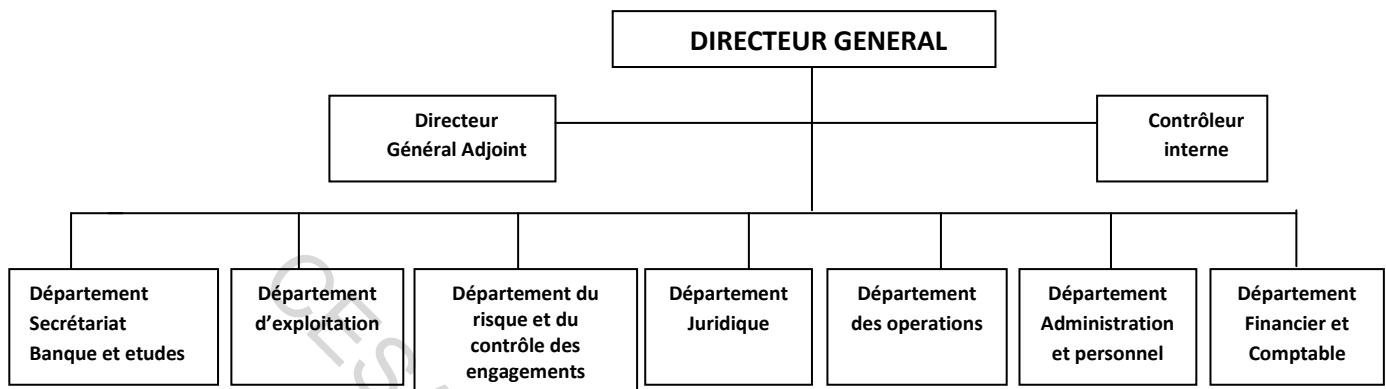 DIRECTEUR GENERAL
Directeur
Général Adjoint
Contrôleur
interne
Département
Secrétariat
Banque et etudes
Département
d’exploitation
Département du
risque et du
contrôle des
engagements
Département
Juridique
Département
des operations
Département
Administration
et personnel
Département
Financier et
Comptable
CES